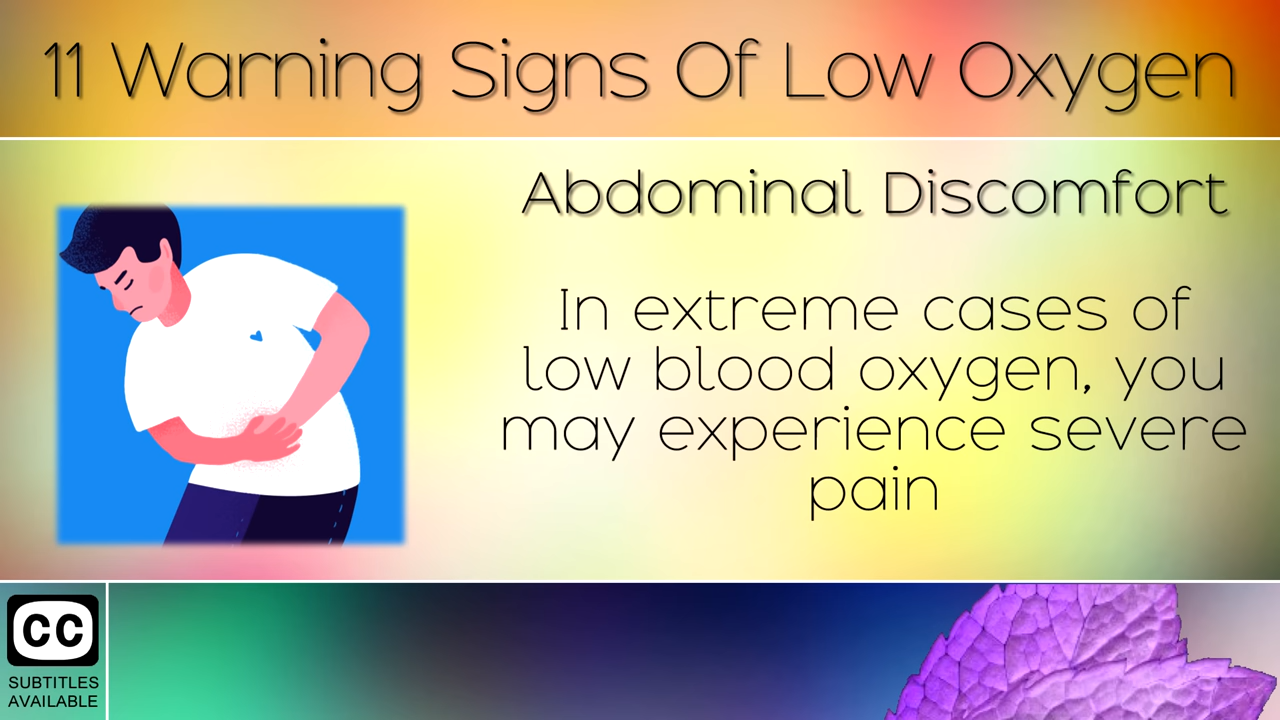 11 Warning Signs Of Low Oxygen
Abdominal Discomfort
In extreme cases of
low blood oxygen, you
may experience severe
pain
CC
SUBTITLES
AVAILABLE